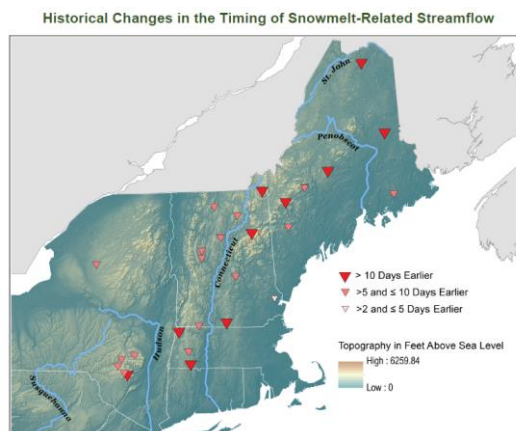 Historical Changes in the Timing of Snowmelt-Related Streamflow
St. John
Penobscot
Connecticut
Hudson
Susquehanna
> 10 Days Earlier
>5 and ≤ 10 Days Earlier
>2 and ≤ 5 Days Earlier
Topography in Feet Above Sea Level
High : 6259.84
Low : 0